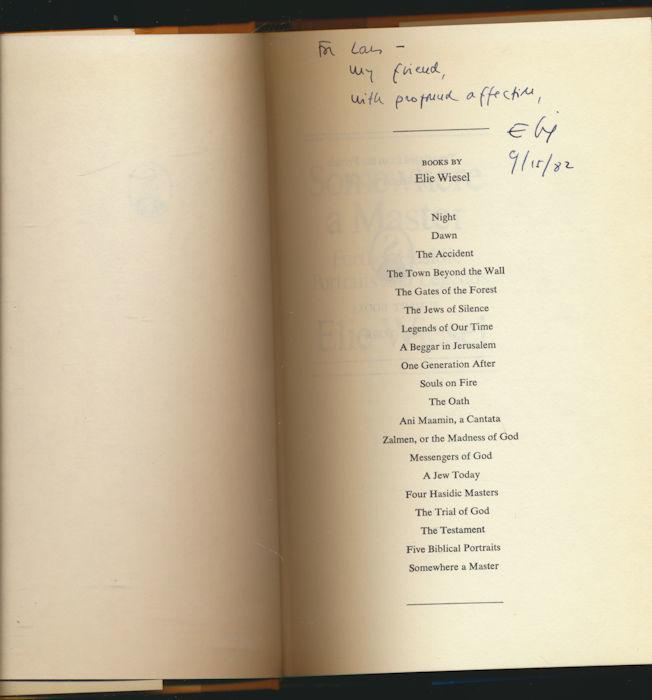 For Lars –
my friend,
with profound affection,
Elie
9/15/82
BOOKS BY
Elie Wiesel
Night
Dawn
The Accident
The Town Beyond the Wall
The Gates of the Forest
The Jews of Silence
Legends of Our Time
A Beggar in Jerusalem
One Generation After
Souls on Fire
The Oath
Ani Maamin, a Cantata
Zalmen, or the Madness of God
Messengers of God
A Jew Today
Four Hasidic Masters
The Trial of God
The Testament
Five Biblical Portraits
Somewhere a Master